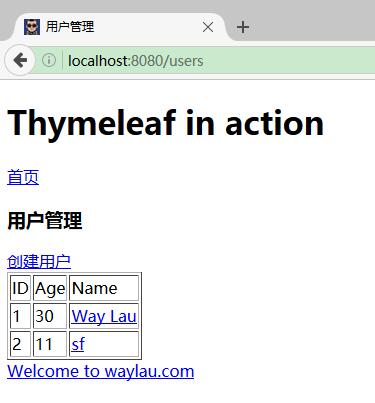 用户管理
localhost:8080/users
Thymeleaf in action
首页
用户管理
创建用户
ID Age Name
1 30 Way Lau
2 11 sf
Welcome to waylau.com